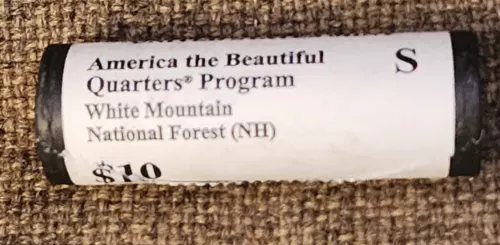 America the Beautiful
Quarters® Program
White Mountain
National Forest (NH)
$10
S